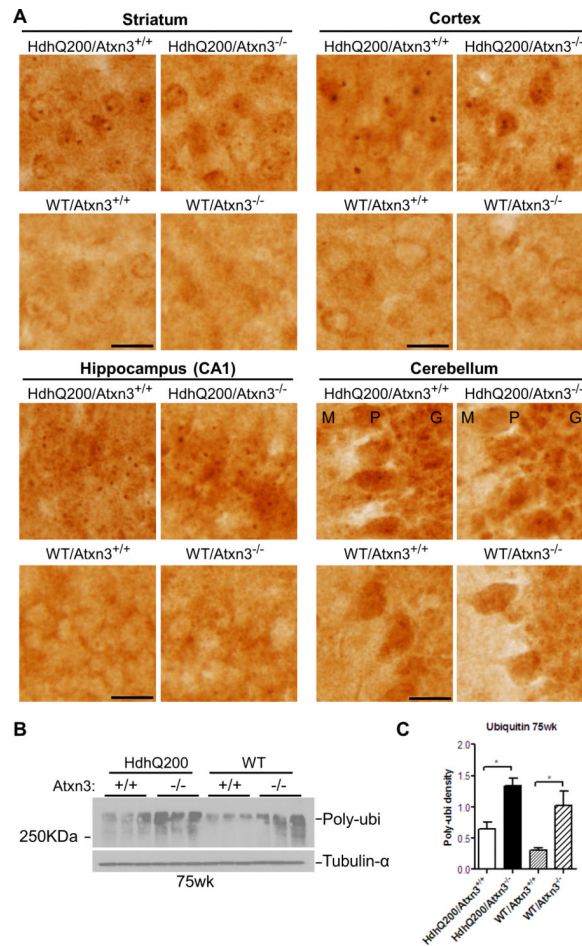 A
Striatum
Cortex
HdhQ200/Atxn3+/+ HdhQ200/Atxn3-/- HdhQ200/Atxn3+/+ HdhQ200/Atxn3-/-
WT/Atxn3+/+ WT/Atxn3-/- WT/Atxn3+/+ WT/Atxn3-/-
Hippocampus (CA1)
Cerebellum
HdhQ200/Atxn3+/+ HdhQ200/Atxn3-/- HdhQ200/Atxn3+/+ HdhQ200/Atxn3-/-
M P G M P G
WT/Atxn3+/+ WT/Atxn3-/- WT/Atxn3+/+ WT/Atxn3-/-
B
HdhQ200 WT
Atxn3: +/+ -/- +/+ -/-
Poly-ubi
250KDa
Tubulin-α
75wk
C
Ubiquitin 75wk
Poly-ubi density
2.0
1.5
1.0
0.5
0.0
* *
HdhQ200/Atxn3+/+
HdhQ200/Atxn3-/-
WT/Atxn3+/+
WT/Atxn3-/-